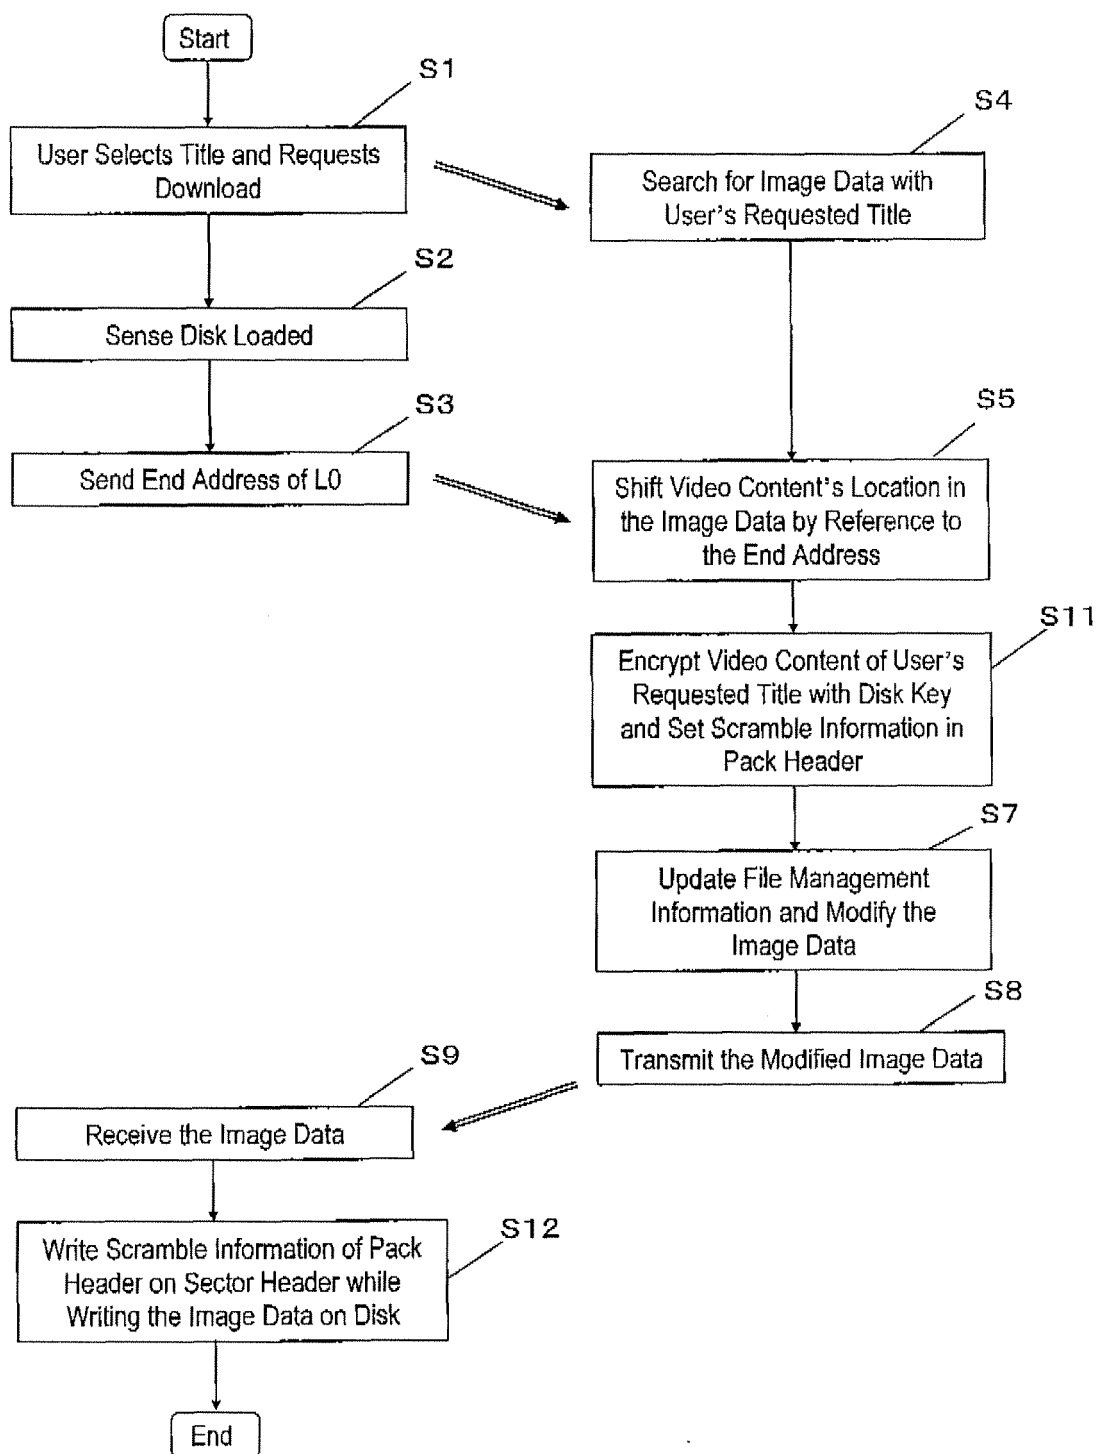 Start
S1
User Selects Title and Requests
Download
S4
Search for Image Data with
User's Requested Title
S2
Sense Disk Loaded
S3
Send End Address of L0
S5
Shift Video Content's Location in
the Image Data by Reference to
the End Address
S11
Encrypt Video Content of User's
Requested Title with Disk Key
and Set Scramble Information in
Pack Header
S7
Update File Management
Information and Modify the
Image Data
S8
Transmit the Modified Image Data
S9
Receive the Image Data
S12
Write Scramble Information of Pack
Header on Sector Header while
Writing the Image Data on Disk
End